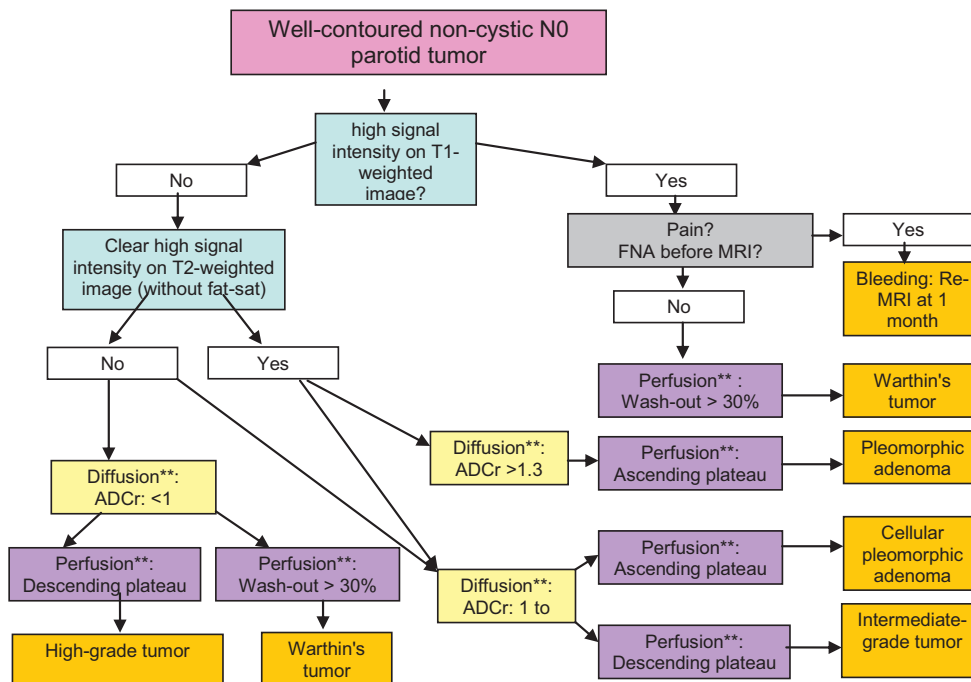 Well-contoured non-cystic N0
parotid tumor
high signal
intensity on T1-
weighted
image?
No
Yes
Clear high signal
intensity on T2-weighted
image (without fat-sat)
Pain?
FNA before MRI?
Yes
Bleeding: Re-
MRI at 1
month
No
No
Yes
Perfusion** :
Wash-out > 30%
Warthin's
tumor
Diffusion**:
ADCr >1.3
Perfusion**:
Ascending plateau
Pleomorphic
adenoma
Diffusion**:
ADCr: <1
Perfusion**:
Descending plateau
Perfusion**:
Wash-out > 30%
Diffusion**:
ADCr: 1 to
Perfusion**:
Ascending plateau
Cellular
pleomorphic
adenoma
High-grade tumor
Warthin's
tumor
Perfusion**:
Descending plateau
Intermediate-
grade tumor